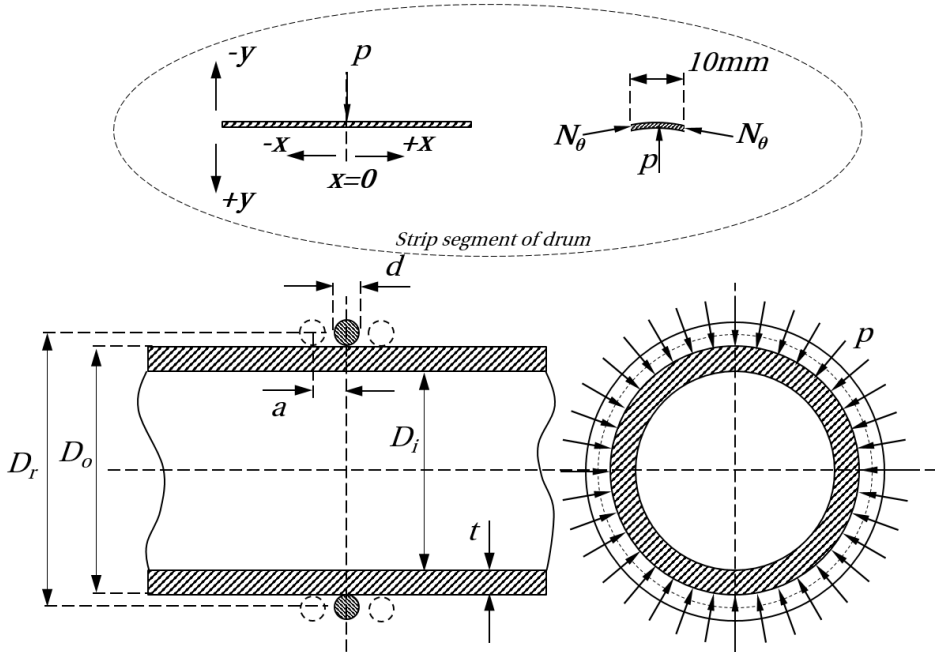 -y
p
10mm
-x
+x
N_θ
N_θ
x=0
p
+y
Strip segment of drum
d
p
a
D_i
D_r
D_o
t